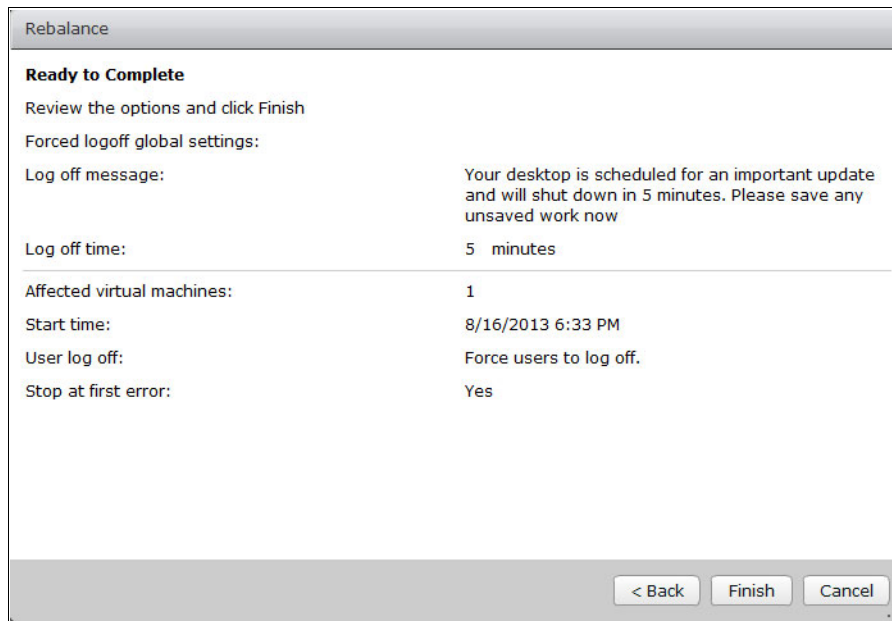 Rebalance
Ready to Complete
Review the options and click Finish
Forced logoff global settings:
Log off message: Your desktop is scheduled for an important update
and will shut down in 5 minutes. Please save any
unsaved work now
Log off time: 5 minutes
Affected virtual machines: 1
Start time: 8/16/2013 6:33 PM
User log off: Force users to log off.
Stop at first error: Yes
< Back Finish Cancel